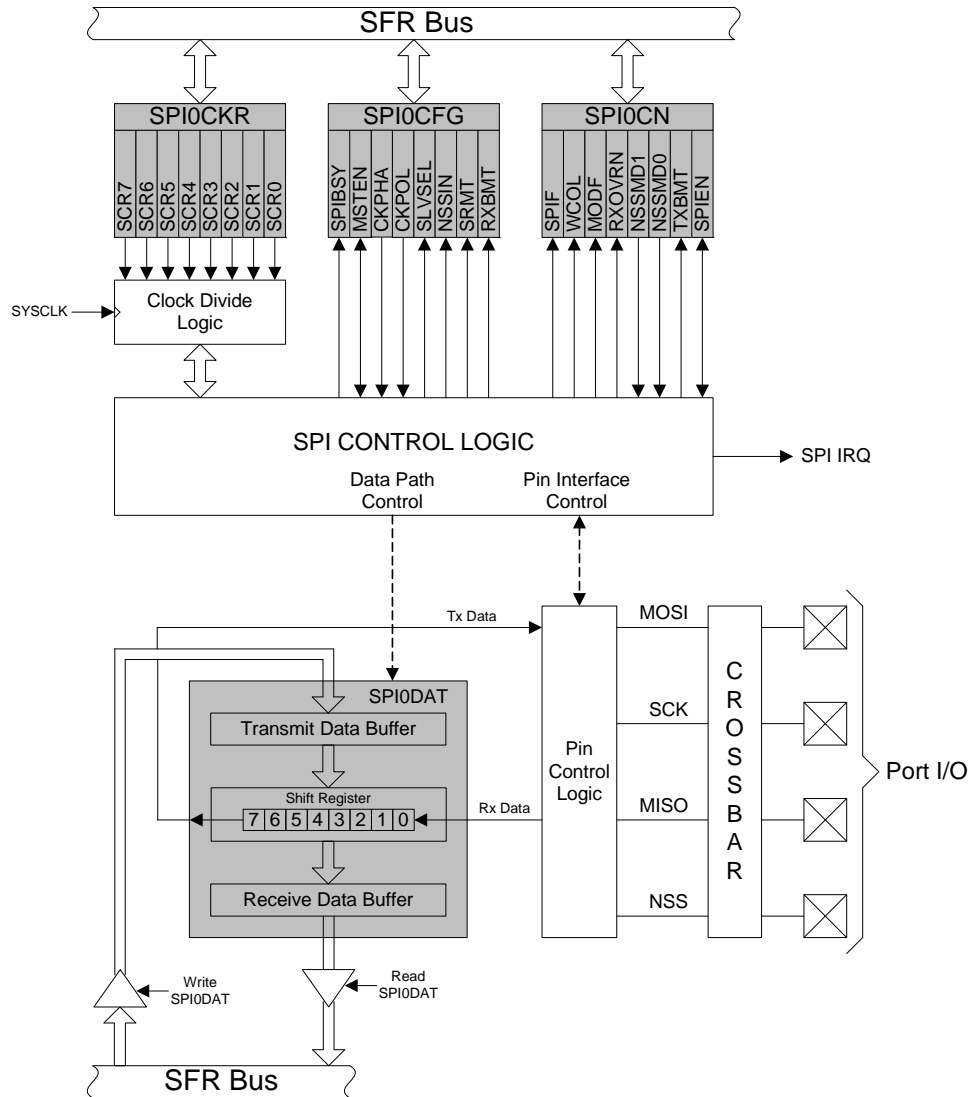 SFR Bus
SPI0CKR
SCR7
SCR6
SCR5
SCR4
SCR3
SCR2
SCR1
SCR0
SPI0CFG
SPIBSY
MSTEN
CKPHA
CKPOL
SLVSEL
NSSIN
SRMT
RXBMT
SPI0CN
SPIF
WCOL
MODF
RXOVRN
NSSMD1
NSSMD0
TXBMT
SPIEN
SYSCLK
Clock Divide
Logic
SPI CONTROL LOGIC
SPI IRQ
Data Path
Control
Pin Interface
Control
Tx Data
SPI0DAT
Transmit Data Buffer
Shift Register
7 6 5 4 3 2 1 0
Rx Data
Receive Data Buffer
Pin
Control
Logic
MOSI
SCK
MISO
NSS
CROSSBAR
Port I/O
Write
SPI0DAT
Read
SPI0DAT
SFR Bus